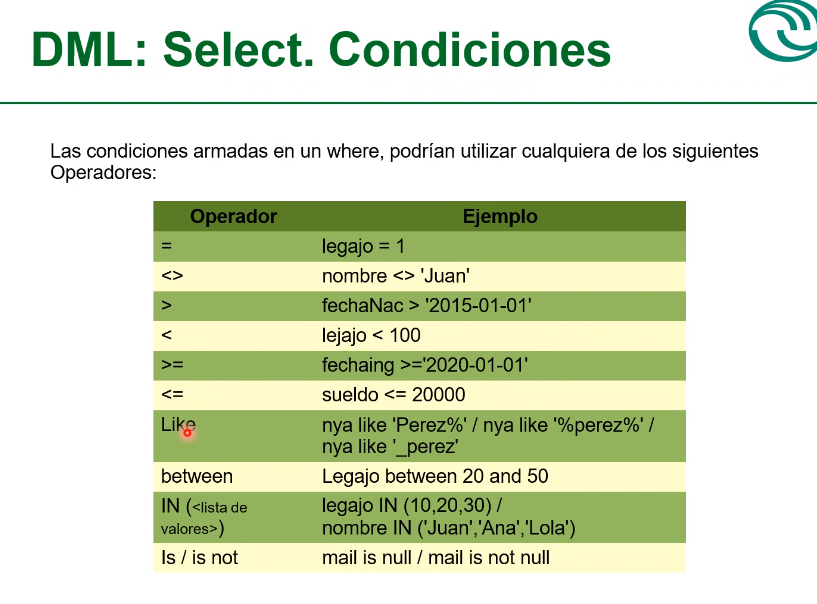 DML: Select. Condiciones
Las condiciones armadas en un where, podrían utilizar cualquiera de los siguientes
Operadores:
Operador Ejemplo
= legajo = 1
<> nombre <> 'Juan'
> fechaNac > '2015-01-01'
< lejajo < 100
>= fechaing >='2020-01-01'
<= sueldo <= 20000
Like nya like 'Perez%' / nya like '%perez%' /
nya like '_perez'
between Legajo between 20 and 50
IN (<lista de legajo IN (10,20,30) /
valores>) nombre IN ('Juan','Ana','Lola')
Is / is not mail is null / mail is not null